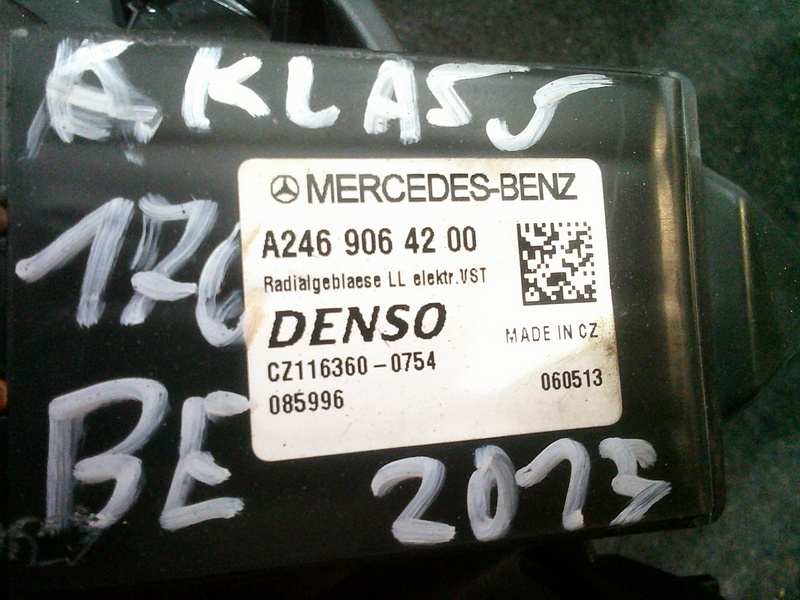 A KLASS
MERCEDES-BENZ
A246 906 42 00
Radialgeblaese LL elektr.VST
DENSO
MADE IN CZ
CZ116360-0754
085996
060513
176
BE
2013